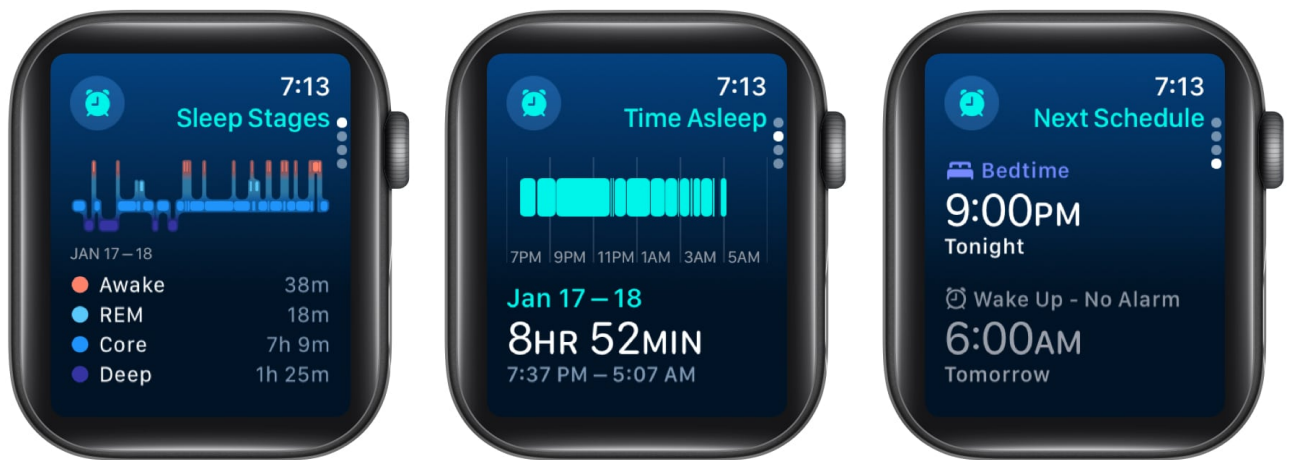 7:13
Sleep Stages
JAN 17 – 18
Awake 38m
REM 18m
Core 7h 9m
Deep 1h 25m
7:13
Time Asleep
7PM 9PM 11PM 1AM 3AM 5AM
Jan 17 – 18
8HR 52MIN
7:37 PM – 5:07 AM
7:13
Next Schedule
Bedtime
9:00PM
Tonight
Wake Up - No Alarm
6:00AM
Tomorrow